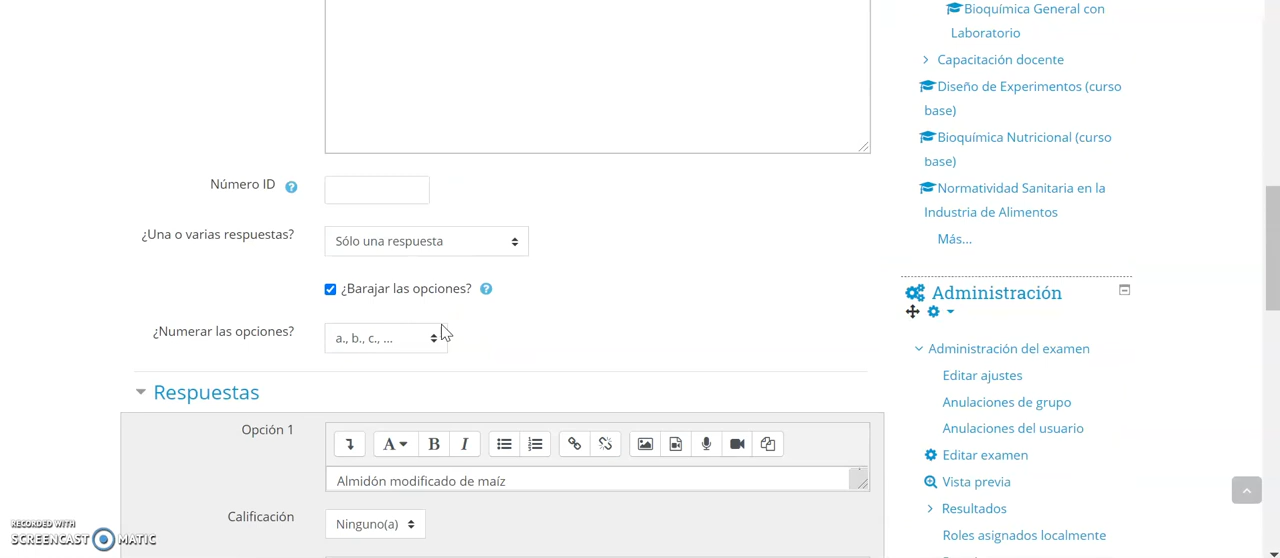 Número ID
¿Una o varias respuestas?
Sólo una respuesta
¿Barajar las opciones?
¿Numerar las opciones?
a., b., c., ...
Respuestas
Opción 1
A
B
I
Almidón modificado de maíz
Calificación
Ninguno(a)
Bioquímica General con
Laboratorio
Capacitación docente
Diseño de Experimentos (curso
base)
Bioquímica Nutricional (curso
base)
Normatividad Sanitaria en la
Industria de Alimentos
Más...
Administración
Administración del examen
Editar ajustes
Anulaciones de grupo
Anulaciones del usuario
Editar examen
Vista previa
Resultados
Roles asignados localmente
RECORDED WITH
SCREENCAST MATIC